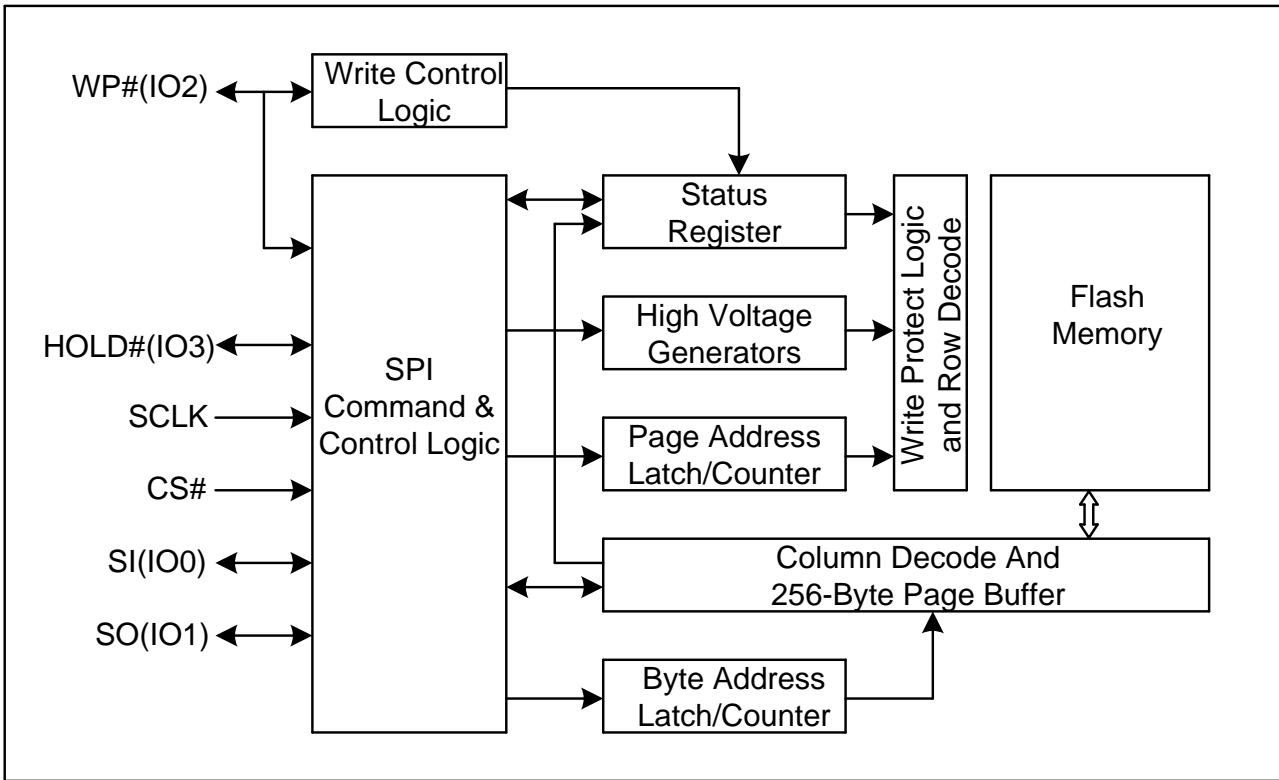 WP#(IO2)
Write Control
Logic
Status
Register
Write Protect Logic
and Row Decode
Flash
Memory
HOLD#(IO3)
High Voltage
Generators
SPI
Command &
Control Logic
SCLK
Page Address
Latch/Counter
CS#
SI(IO0)
Column Decode And
256-Byte Page Buffer
SO(IO1)
Byte Address
Latch/Counter